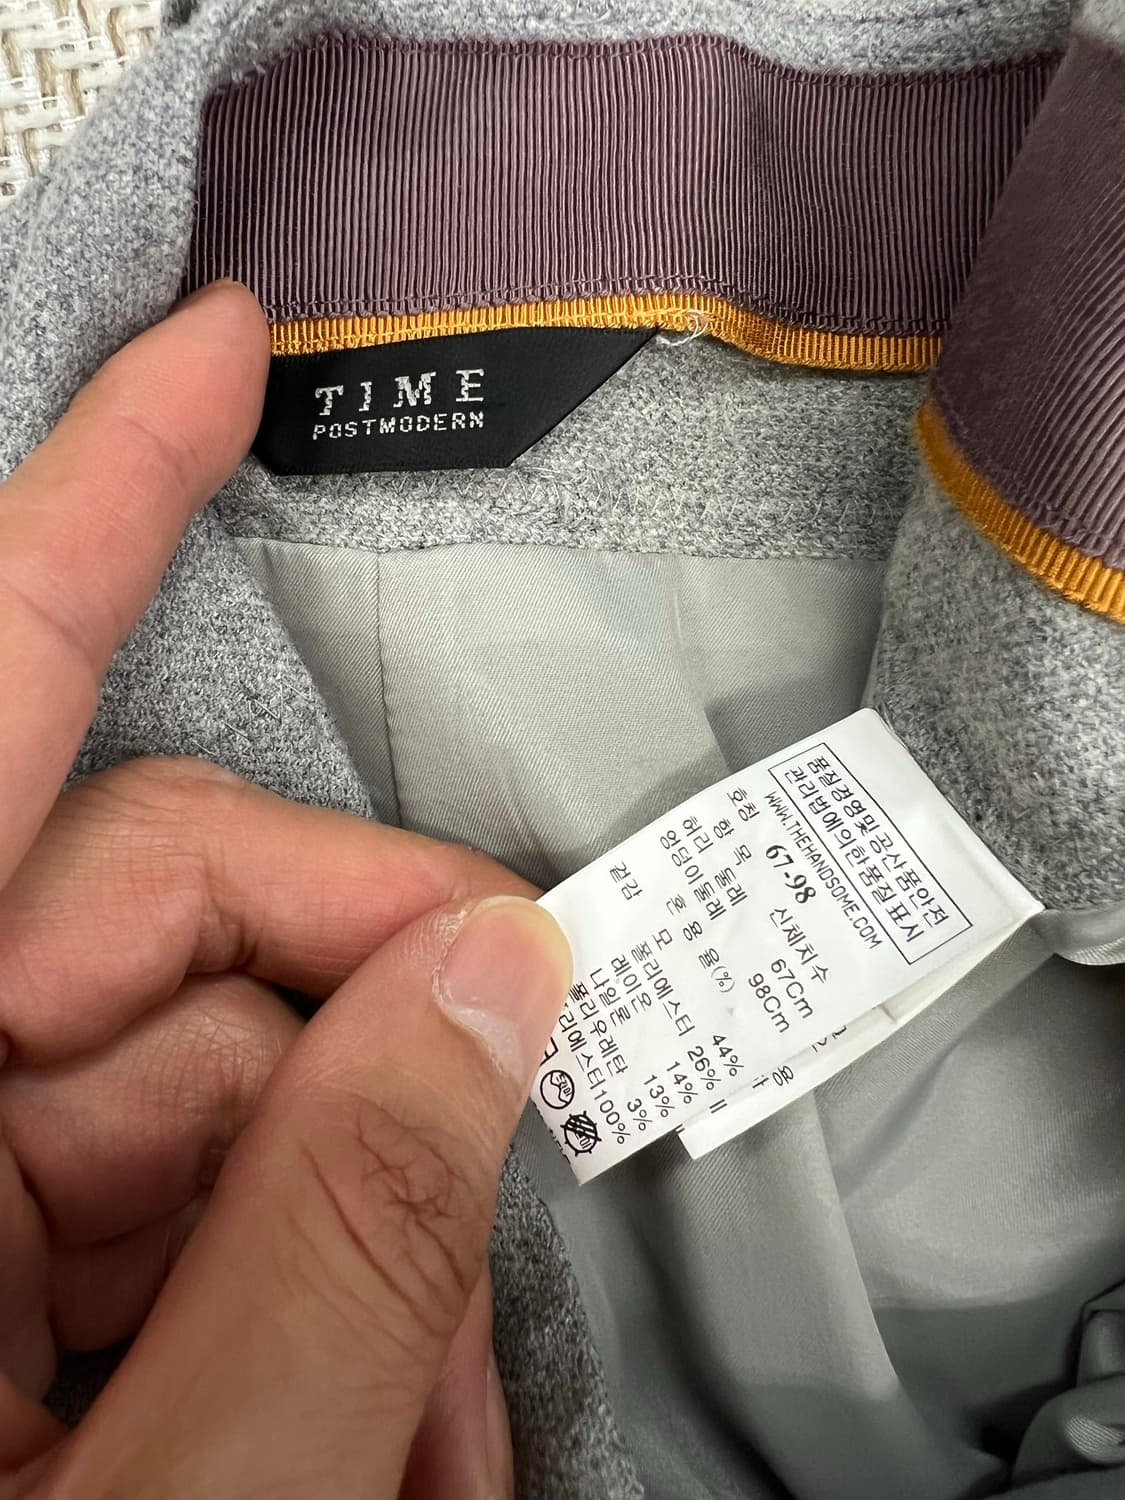 TIME
POSTMODERN
품질경영및공산품안전
관리법에의한품질표시
WWW.THEHANDSOME.COM
호칭 67-98
항 목 신체치수
허리 둘레 67Cm
엉덩이둘레 98Cm
혼 용 율(%)
겉감 모 44%
폴리에스터 26%
레이온 14%
나일론 13%
폴리우레탄 3%
리에스터100%